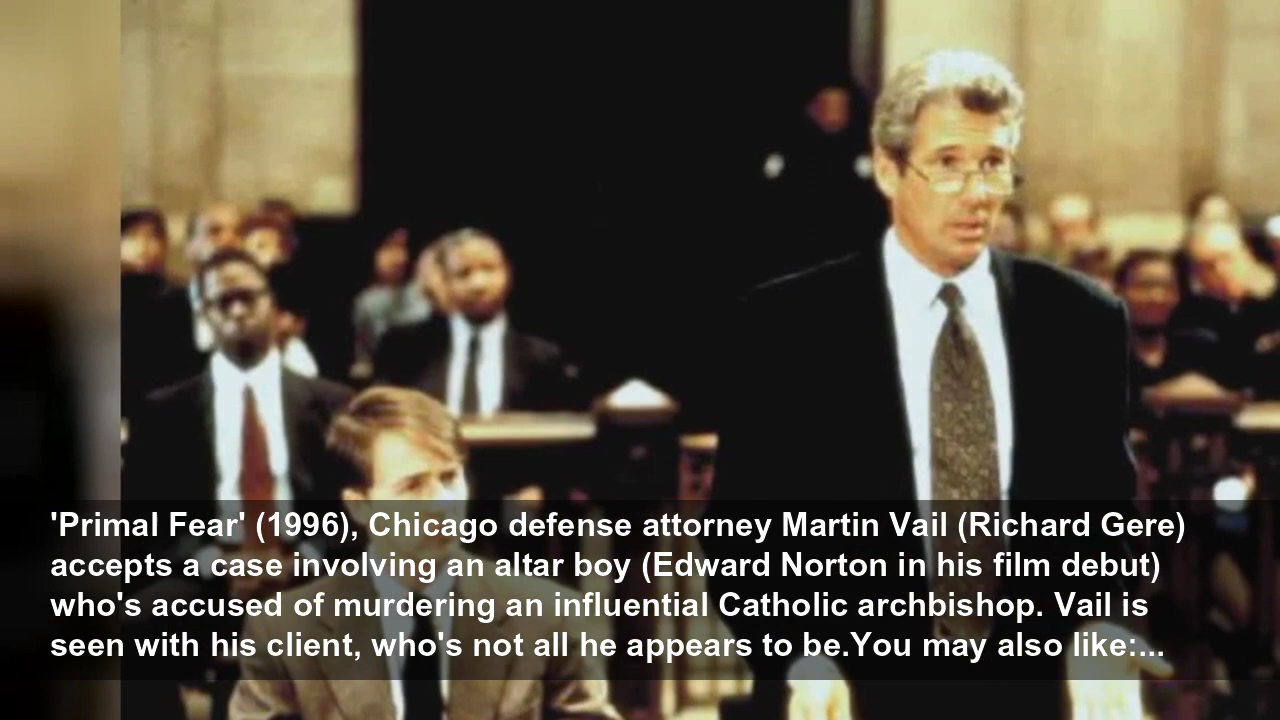 'Primal Fear' (1996), Chicago defense attorney Martin Vail (Richard Gere)
accepts a case involving an altar boy (Edward Norton in his film debut)
who's accused of murdering an influential Catholic archbishop. Vail is
seen with his client, who's not all he appears to be.You may also like:...